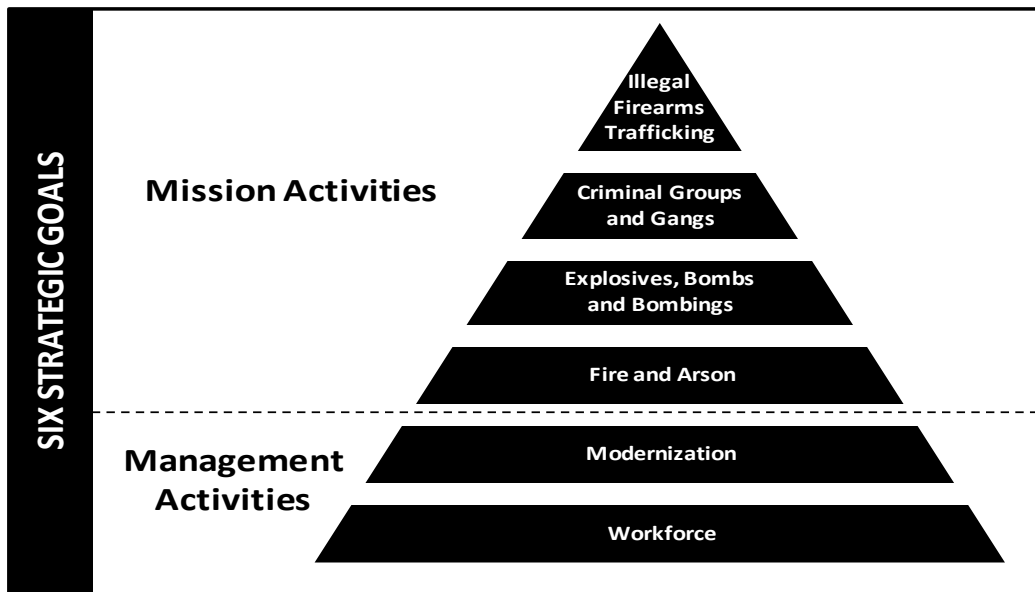 SIX STRATEGIC GOALS
Mission Activities
Illegal
Firearms
Trafficking
Criminal Groups
and Gangs
Explosives, Bombs
and Bombings
Fire and Arson
Management
Activities
Modernization
Workforce